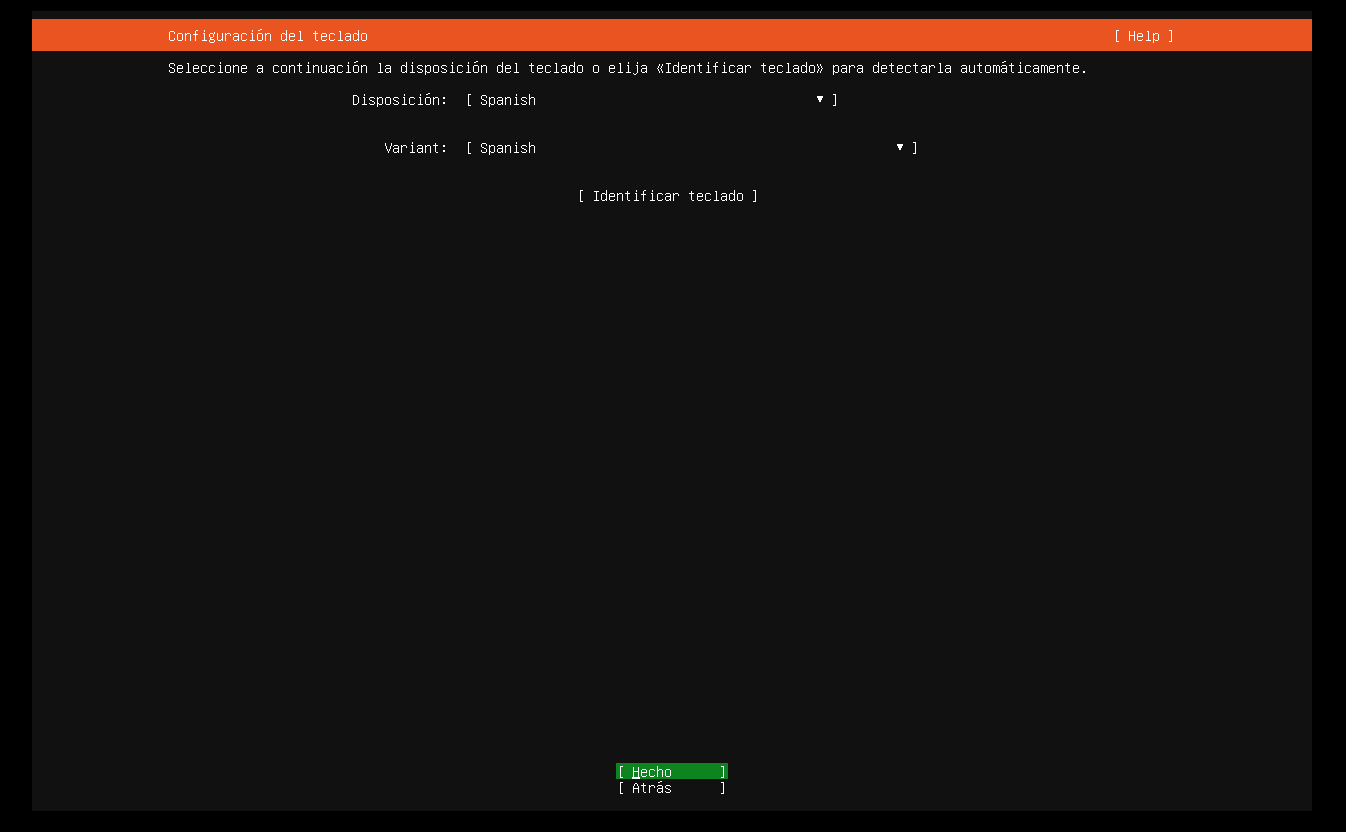 Configuración del teclado [ Help ]
Seleccione a continuación la disposición del teclado o elija «Identificar teclado» para detectarla automáticamente.
Disposición: [ Spanish ▾ ]
Variant: [ Spanish ▾ ]
[ Identificar teclado ]
[ Hecho ]
[ Atrás ]